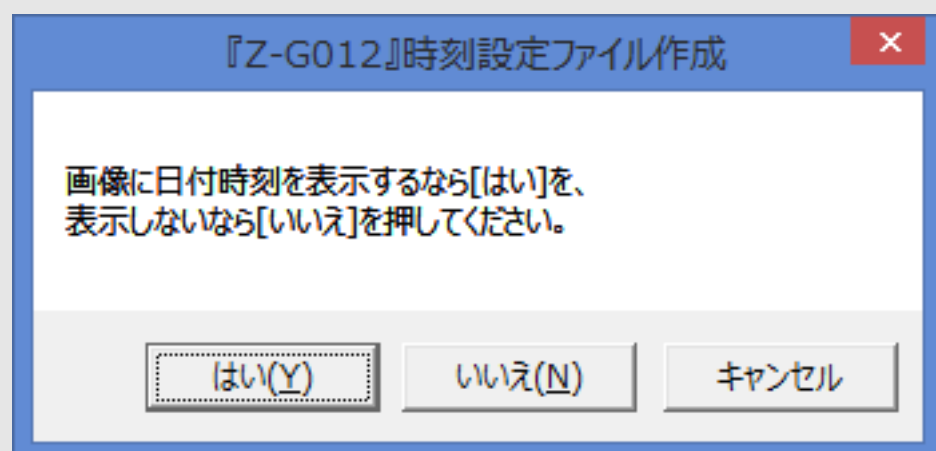 『Z-G012』時刻設定ファイル作成
画像に日付時刻を表示するなら[はい]を、
表示しないなら[いいえ]を押してください。
はい(Y)
いいえ(N)
キャンセル